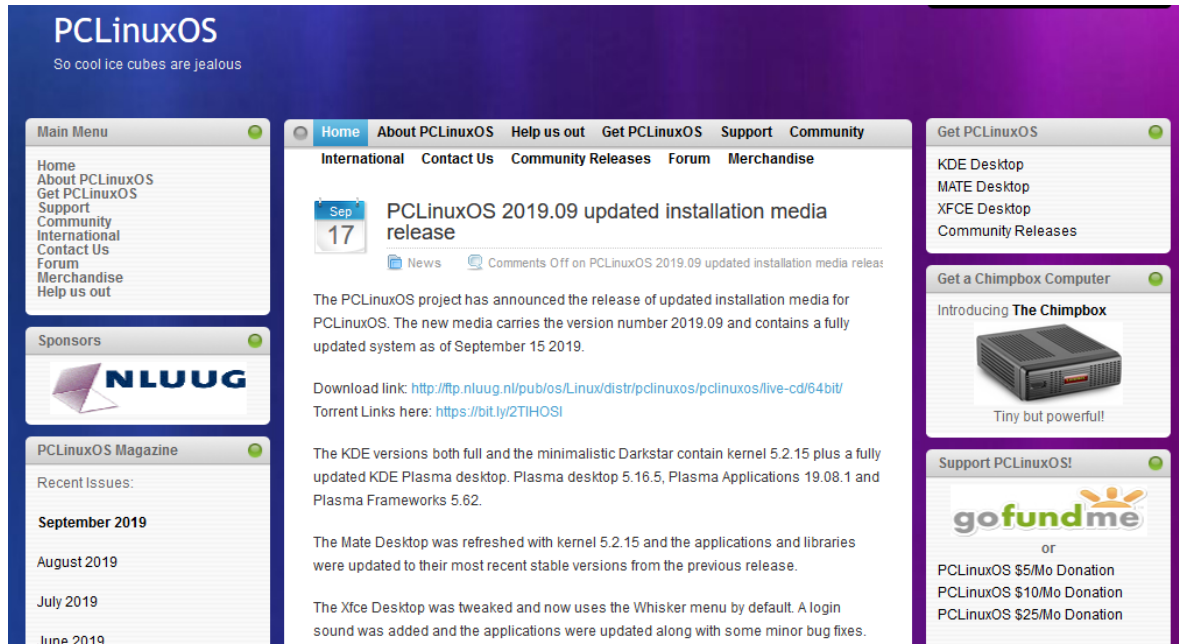 PCLinuxOS
So cool ice cubes are jealous
Main Menu
Home
About PCLinuxOS
Get PCLinuxOS
Support
Community
International
Contact Us
Forum
Merchandise
Help us out
Sponsors
NLUUG
PCLinuxOS Magazine
Recent Issues:
September 2019
August 2019
July 2019
June 2019
Home About PCLinuxOS Help us out Get PCLinuxOS Support Community
International Contact Us Community Releases Forum Merchandise
Sep
17
PCLinuxOS 2019.09 updated installation media
release
News Comments Off on PCLinuxOS 2019.09 updated installation media releas
The PCLinuxOS project has announced the release of updated installation media for
PCLinuxOS. The new media carries the version number 2019.09 and contains a fully
updated system as of September 15 2019.
Download link: http://ftp.nluug.nl/pub/os/Linux/distr/pclinuxos/pclinuxos/live-cd/64bit/
Torrent Links here: https://bit.ly/2TIHOSI
The KDE versions both full and the minimalistic Darkstar contain kernel 5.2.15 plus a fully
updated KDE Plasma desktop. Plasma desktop 5.16.5, Plasma Applications 19.08.1 and
Plasma Frameworks 5.62.
The Mate Desktop was refreshed with kernel 5.2.15 and the applications and libraries
were updated to their most recent stable versions from the previous release.
The Xfce Desktop was tweaked and now uses the Whisker menu by default. A login
sound was added and the applications were updated along with some minor bug fixes.
Get PCLinuxOS
KDE Desktop
MATE Desktop
XFCE Desktop
Community Releases
Get a Chimpbox Computer
Introducing The Chimpbox
Tiny but powerful!
Support PCLinuxOS!
gofundme
or
PCLinuxOS $5/Mo Donation
PCLinuxOS $10/Mo Donation
PCLinuxOS $25/Mo Donation